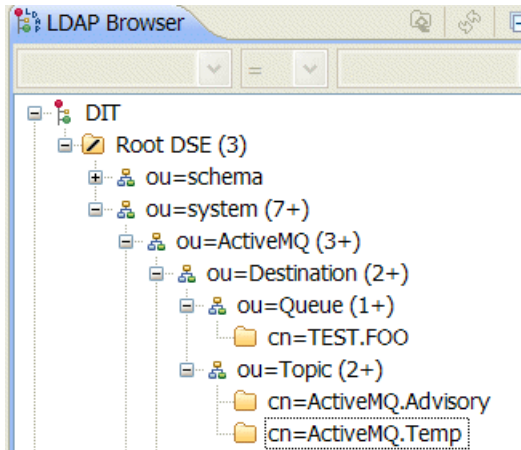 LDAP Browser
=
DIT
Root DSE (3)
ou=schema
ou=system (7+)
ou=ActiveMQ (3+)
ou=Destination (2+)
ou=Queue (1+)
cn=TEST.FOO
ou=Topic (2+)
cn=ActiveMQ.Advisory
cn=ActiveMQ.Temp